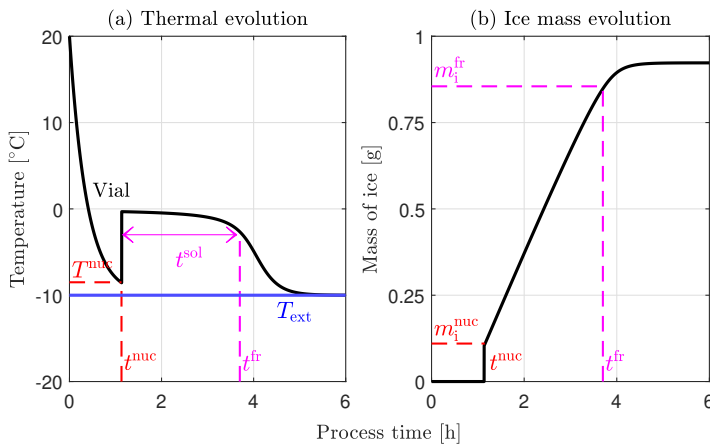 (a) Thermal evolution
20
10
0
-10
-20
0
2
4
6
Temperature [°C]
Vial
T^nuc
t^sol
T_ext
t^nuc
t^fr
(b) Ice mass evolution
1
0.75
0.5
0.25
0
0
2
4
6
Mass of ice [g]
m_i^fr
m_i^nuc
t^nuc
t^fr
Process time [h]